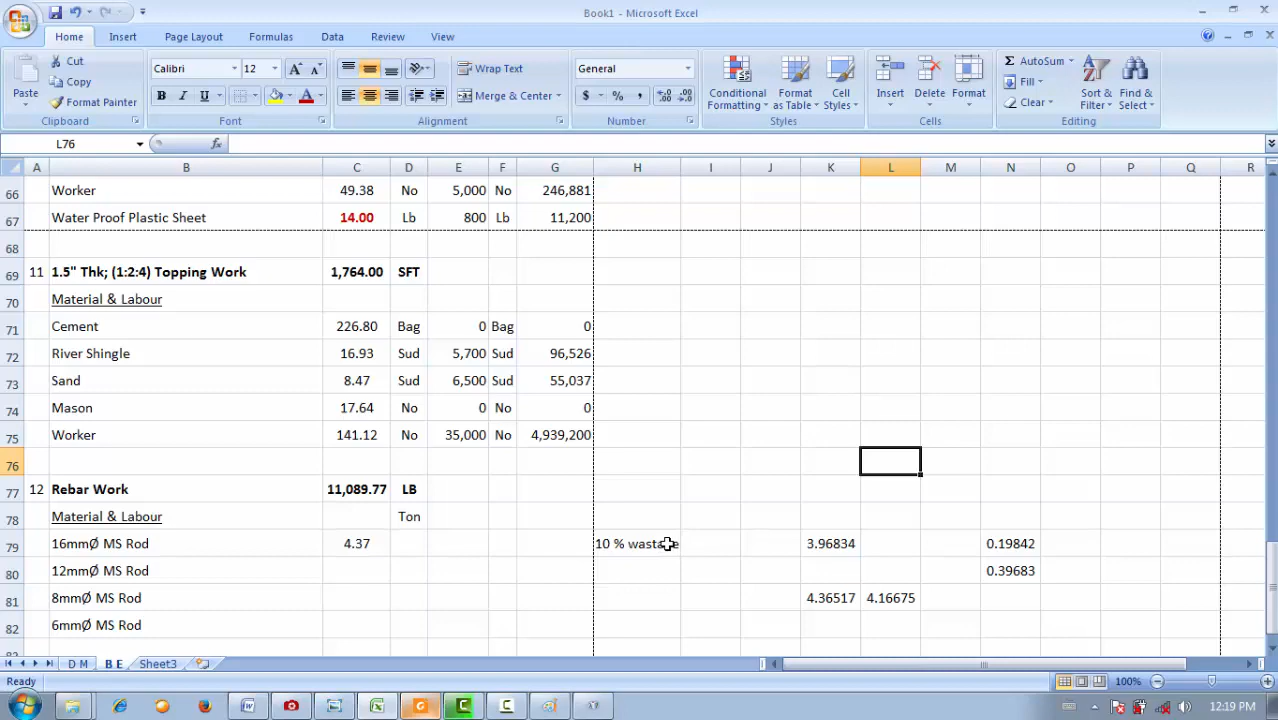 Book1 - Microsoft Excel
Home Insert Page Layout Formulas Data Review View
Paste
Cut
Copy
Format Painter
Clipboard
Calibri 12
B I U
Font
Wrap Text
Merge & Center
Alignment
General
$ % ,
Number
Conditional Formatting
Format as Table
Cell Styles
Styles
Insert Delete Format
Cells
Σ AutoSum
Fill
Clear
Sort & Filter
Find & Select
Editing
L76 fx
A B C D E F G H I J K L M N O P Q R
66 Worker 49.38 No 5,000 No 246,881
67 Water Proof Plastic Sheet 14.00 Lb 800 Lb 11,200
68
69 11 1.5" Thk; (1:2:4) Topping Work 1,764.00 SFT
70 Material & Labour
71 Cement 226.80 Bag 0 Bag 0
72 River Shingle 16.93 Sud 5,700 Sud 96,526
73 Sand 8.47 Sud 6,500 Sud 55,037
74 Mason 17.64 No 0 No 0
75 Worker 141.12 No 35,000 No 4,939,200
76
77 12 Rebar Work 11,089.77 LB
78 Material & Labour Ton
79 16mmØ MS Rod 4.37 10 % wastage 3.96834 0.19842
80 12mmØ MS Rod 0.39683
81 8mmØ MS Rod 4.36517 4.16675
82 6mmØ MS Rod
D M B E Sheet3
Ready 100%
12:19 PM